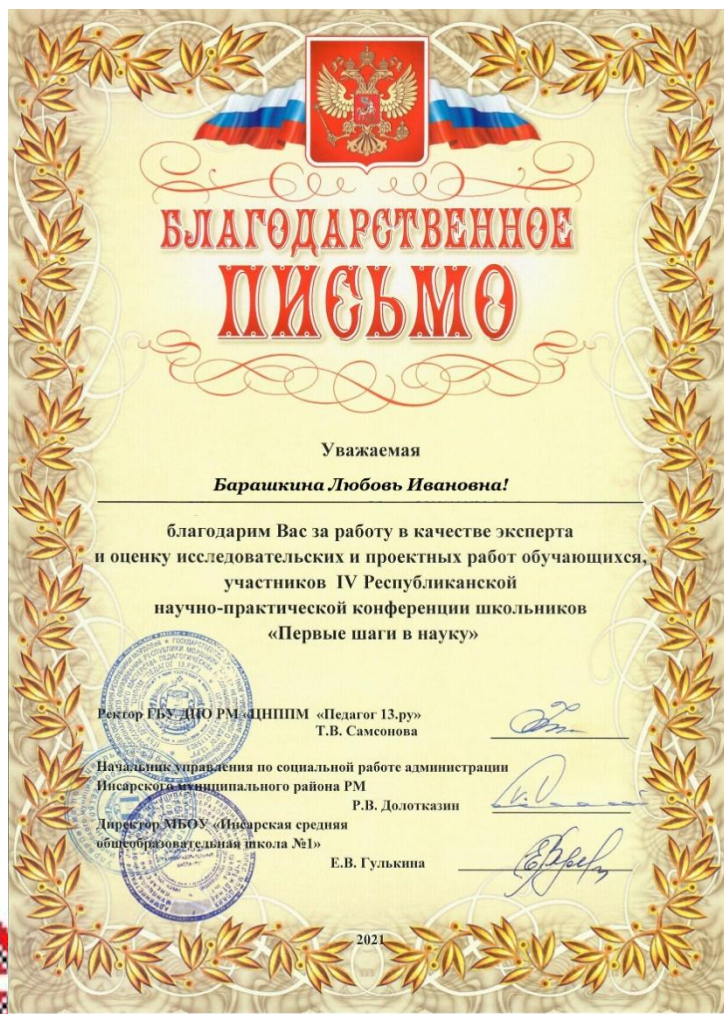 БЛАГОДАРСТВЕННОЕ
ПИСЬМО
Уважаемая
Барашкина Любовь Ивановна!
благодарим Вас за работу в качестве эксперта
и оценку исследовательских и проектных работ обучающихся,
участников IV Республиканской
научно-практической конференции школьников
«Первые шаги в науку»
Ректор ГБУ ДПО РМ «ЦНППМ «Педагог 13.ру»
Т.В. Самсонова
Начальник управления по социальной работе администрации
Инсарского муниципального района РМ
Р.В. Долотказин
Директор МБОУ «Инсарская средняя
общеобразовательная школа №1»
Е.В. Гулькина
2021